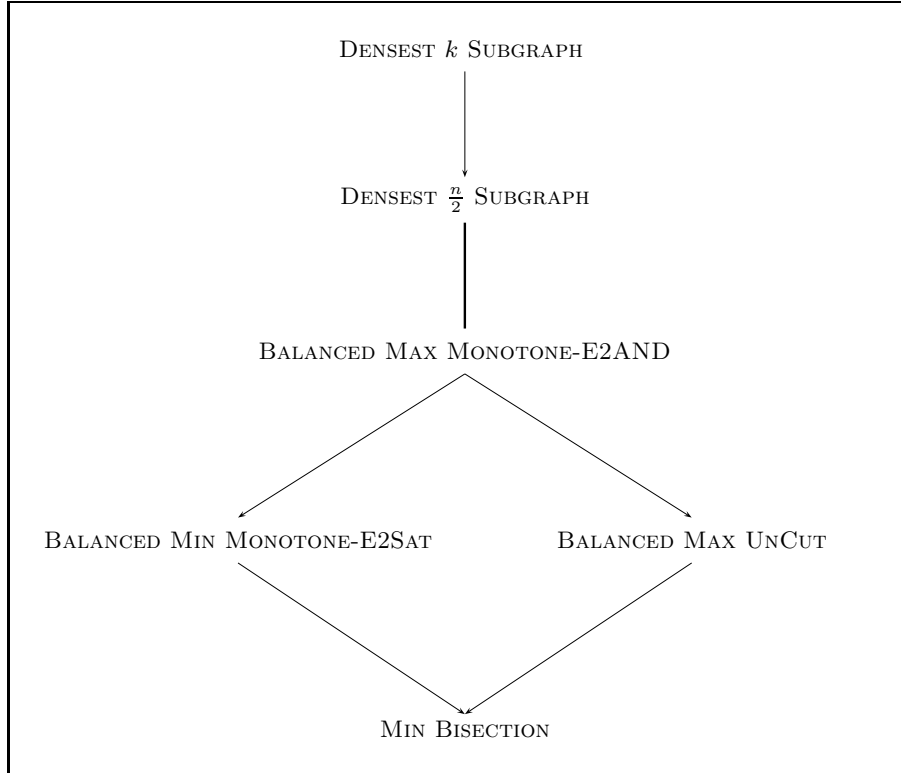 Densest k Subgraph
Densest n/2 Subgraph
Balanced Max Monotone-E2AND
Balanced Min Monotone-E2Sat
Balanced Max UnCut
Min Bisection